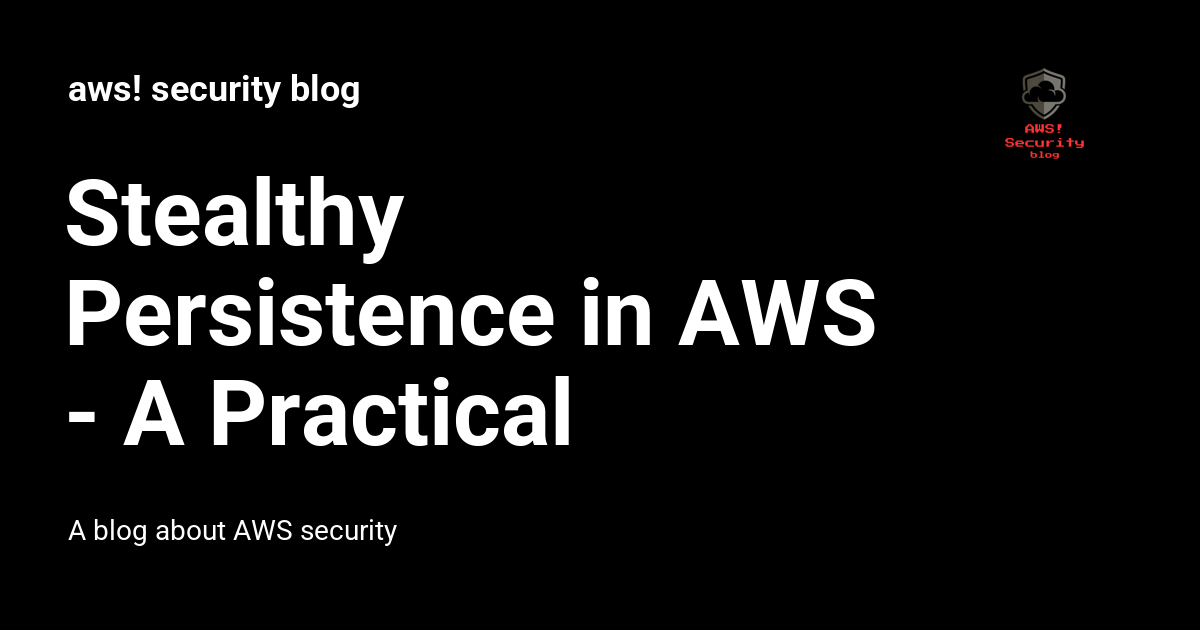 aws! security blog
AWS!
Security
blog
Stealthy
Persistence in AWS
- A Practical
A blog about AWS security